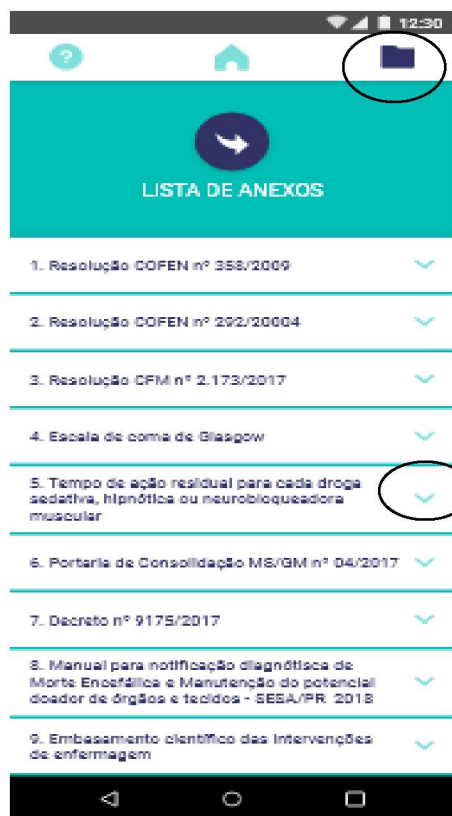 12:30
?
LISTA DE ANEXOS
1. Resolução COFEN nº 358/2009
2. Resolução COFEN nº 292/20004
3. Resolução CFM nº 2.173/2017
4. Escala de coma de Glasgow
5. Tempo de ação residual para cada droga
sedativa, hipnótica ou neurobloqueadora
muscular
6. Portaria de Consolidação MS/GM nº 04/2017
7. Decreto nº 9175/2017
8. Manual para notificação diagnótisca de
Morte Encefálica e Manutenção do potencial
doador de órgãos e tecidos - SESA/PR 2018
9. Embasamento científico das intervenções
de enfermagem